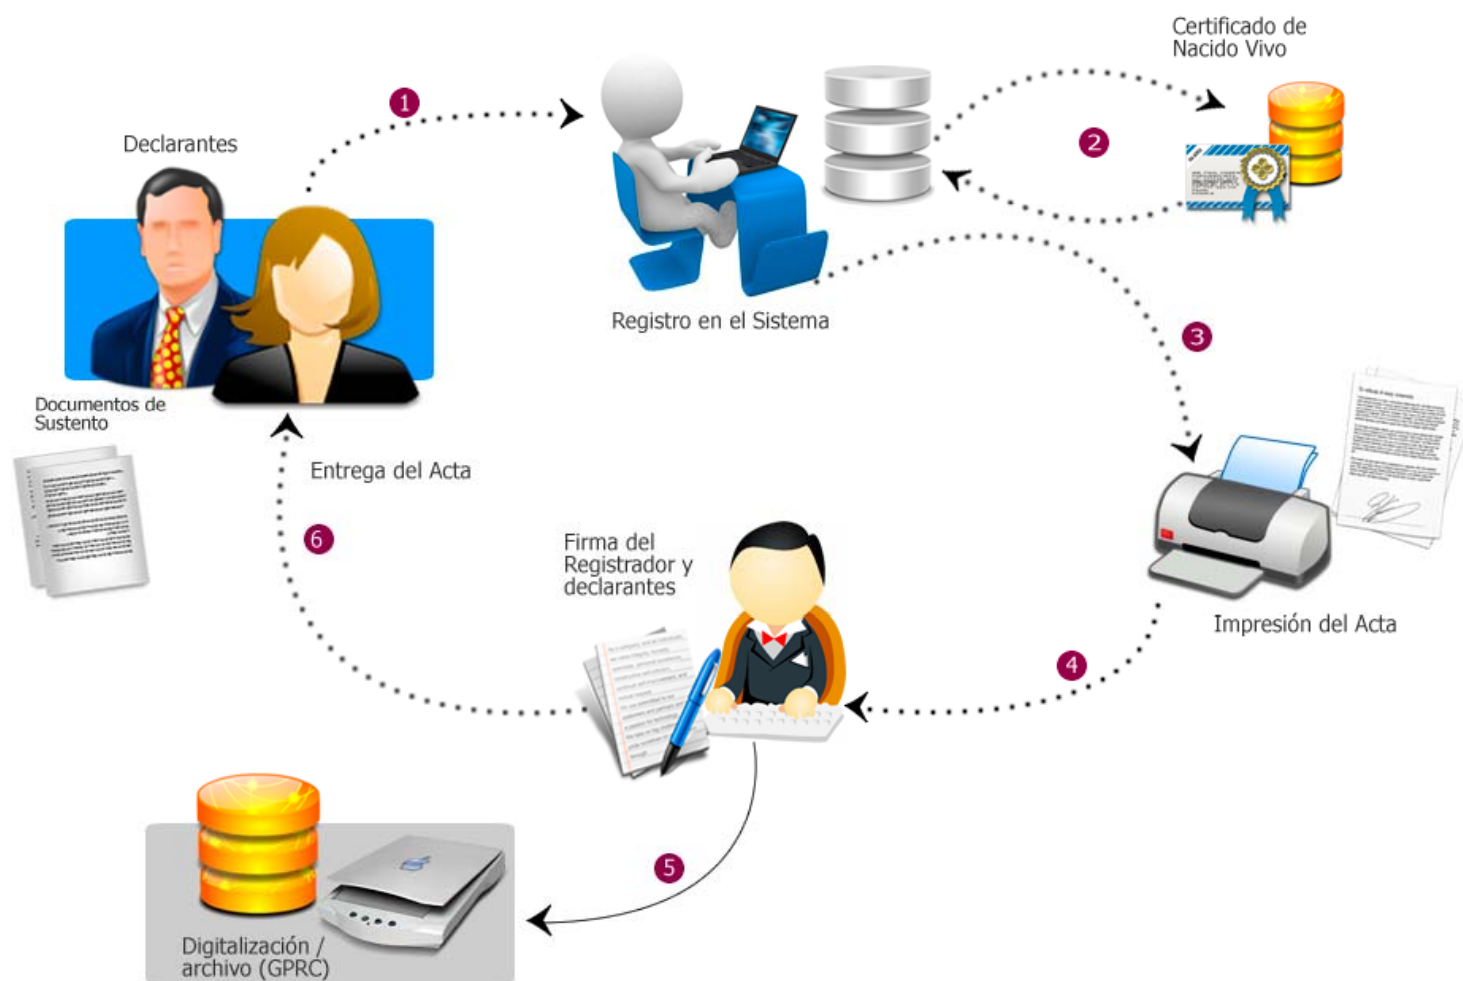 Certificado de
Nacido Vivo
1
2
Declarantes
Registro en el Sistema
3
Documentos de
Sustento
Entrega del Acta
6
Firma del
Registrador y
declarantes
Impresión del Acta
4
5
Digitalización /
archivo (GPRC)